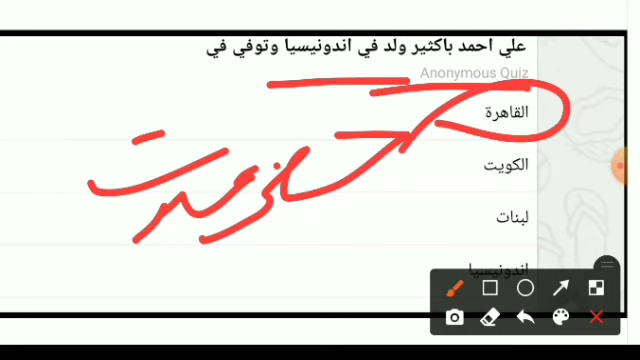 علي احمد باكثير ولد في اندونيسيا وتوفي في
Anonymous Quiz
القاهرة
الكويت
لبنات
اندونيسيا